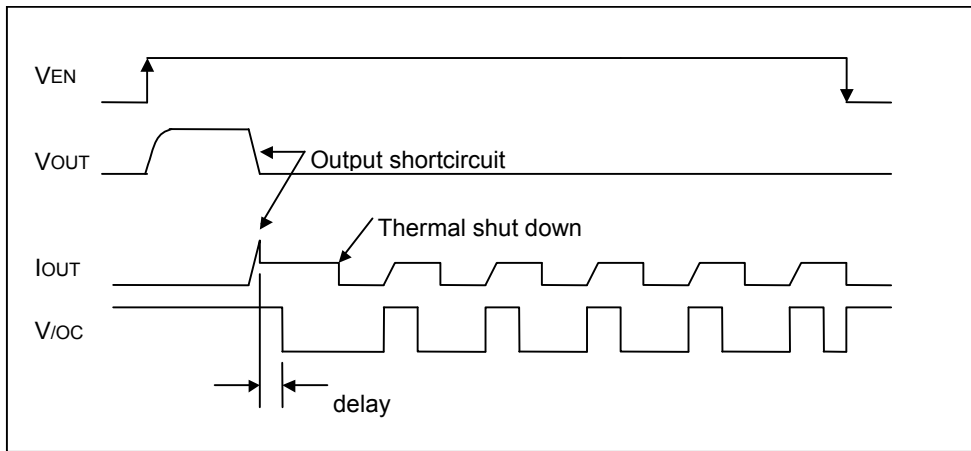 VEN
VOUT
Output shortcircuit
Thermal shut down
IOUT
V/OC
delay